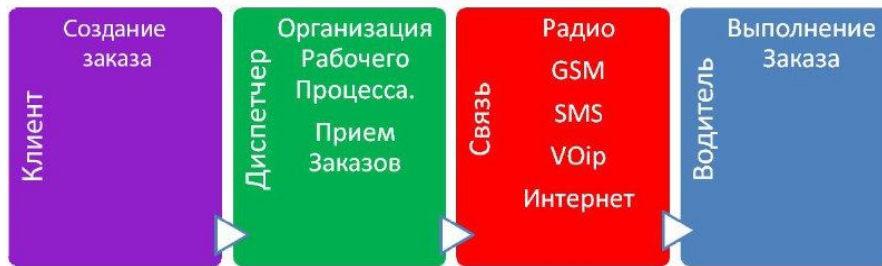 Клиент
Создание
заказа
Диспетчер
Организация
Рабочего
Процесса.
Прием
Заказов
Связь
Радио
GSM
SMS
VOip
Интернет
Водитель
Выполнение
Заказа